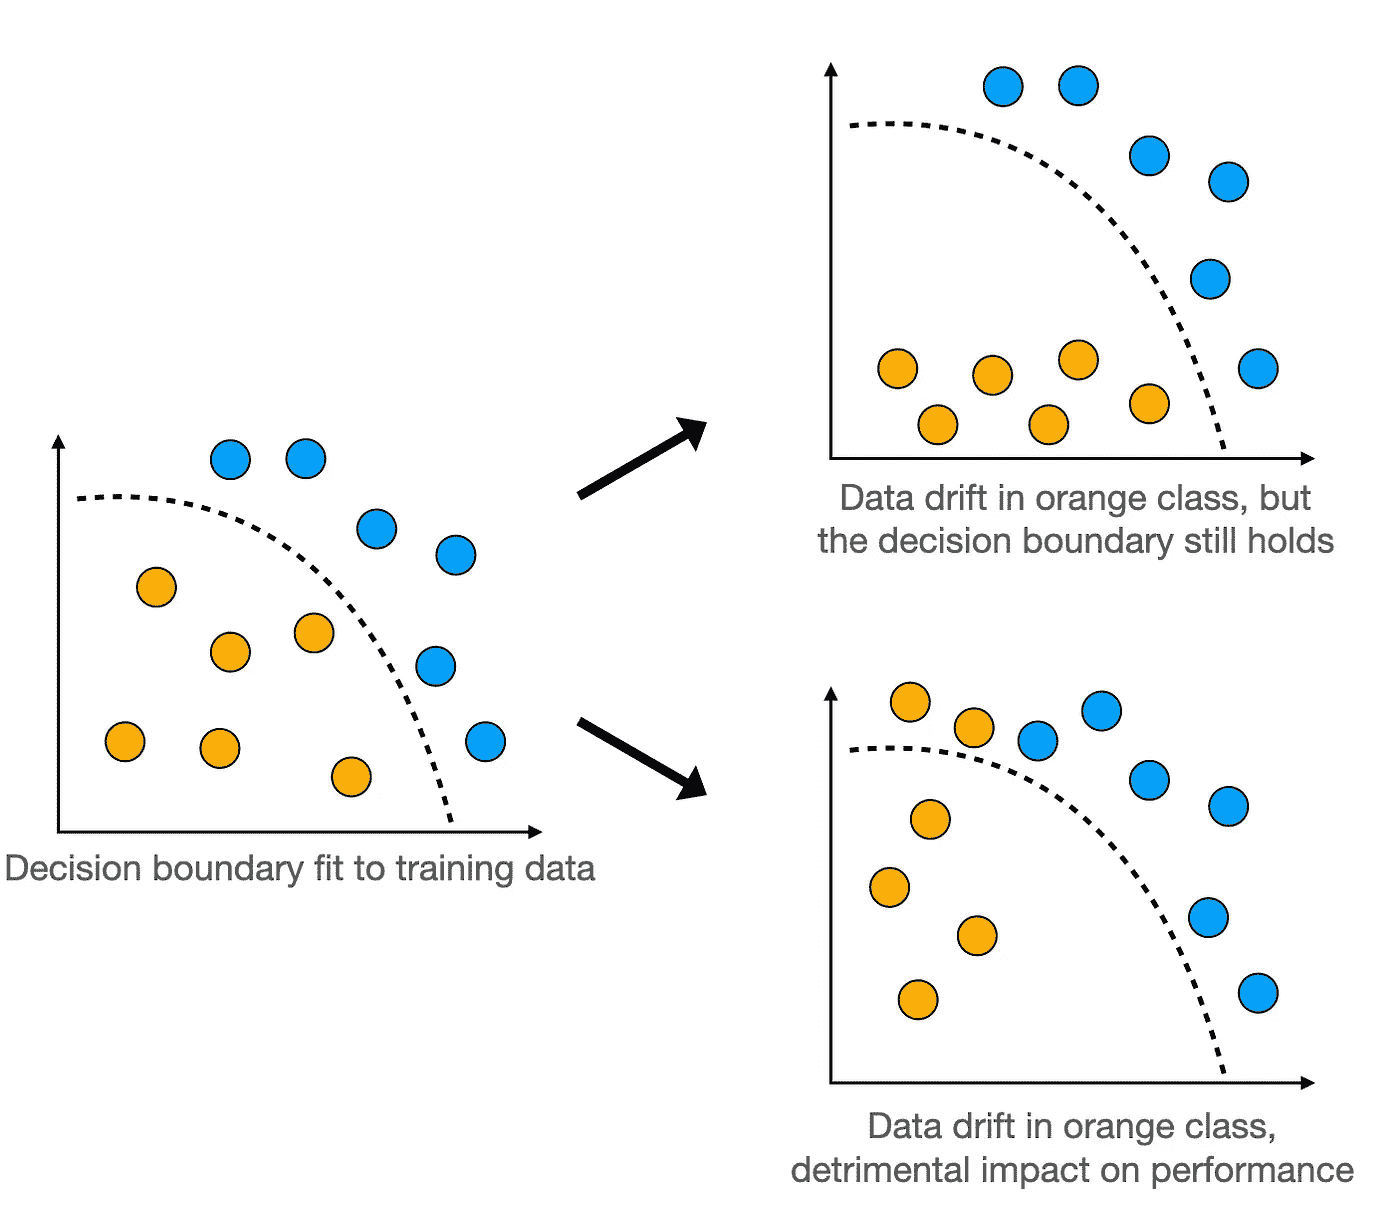 Decision boundary fit to training data
Data drift in orange class, but
the decision boundary still holds
Data drift in orange class,
detrimental impact on performance